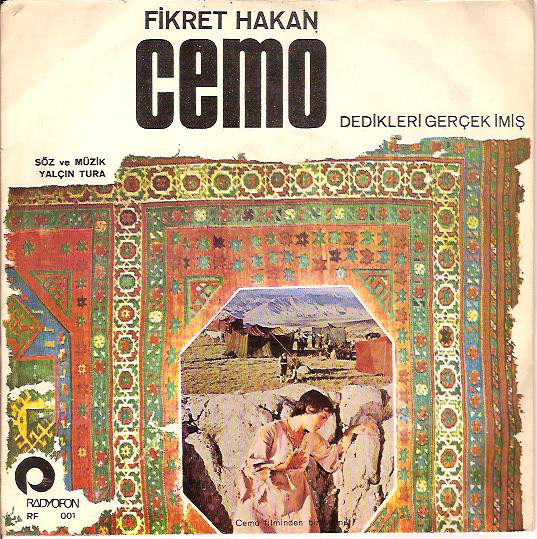 FİKRET HAKAN
cemo
DEDİKLERİ GERÇEK İMİŞ
SÖZ ve MÜZİK
YALÇIN TURA
RADYOFON
RF 001
Cemo filminden bir